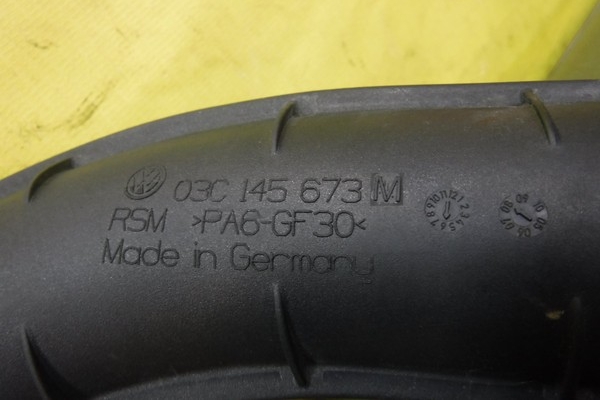 03C 145 673 M
RSM >PA6-GF30<
Made in Germany